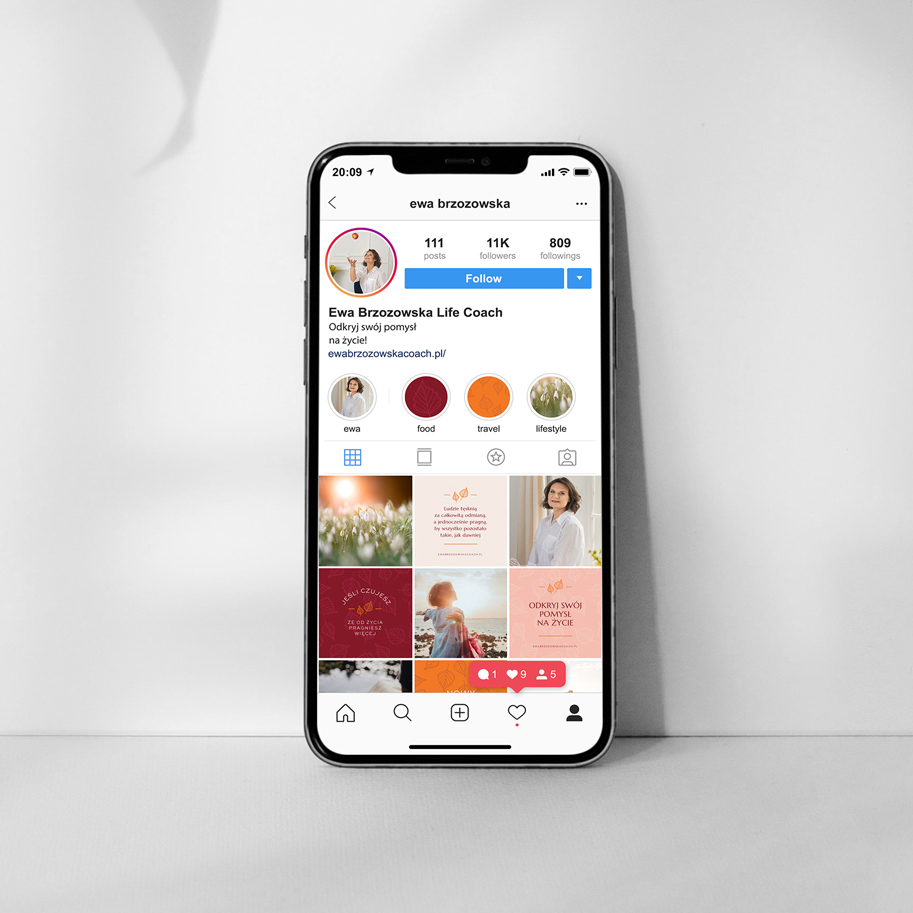 20:09
ewa brzozowska
111
11K
809
posts
followers
followings
Follow
Ewa Brzozowska Life Coach
Odkryj swój pomysł
na życie!
ewabrzozowskacoach.pl/
ewa
food
travel
lifestyle
Ludzie tęsknią
za całkowitą odmianą,
a jednocześnie pragną,
by wszystko pozostało
takie, jak dawniej
EWABRZOZOWSKACOACH.PL
JEŚLI CZUJESZ
ŻE OD ŻYCIA
PRAGNIESZ
WIĘCEJ
ODKRYJ SWÓJ
POMYSŁ
NA ŻYCIE
EWABRZOZOWSKACOACH.PL
1
9
5